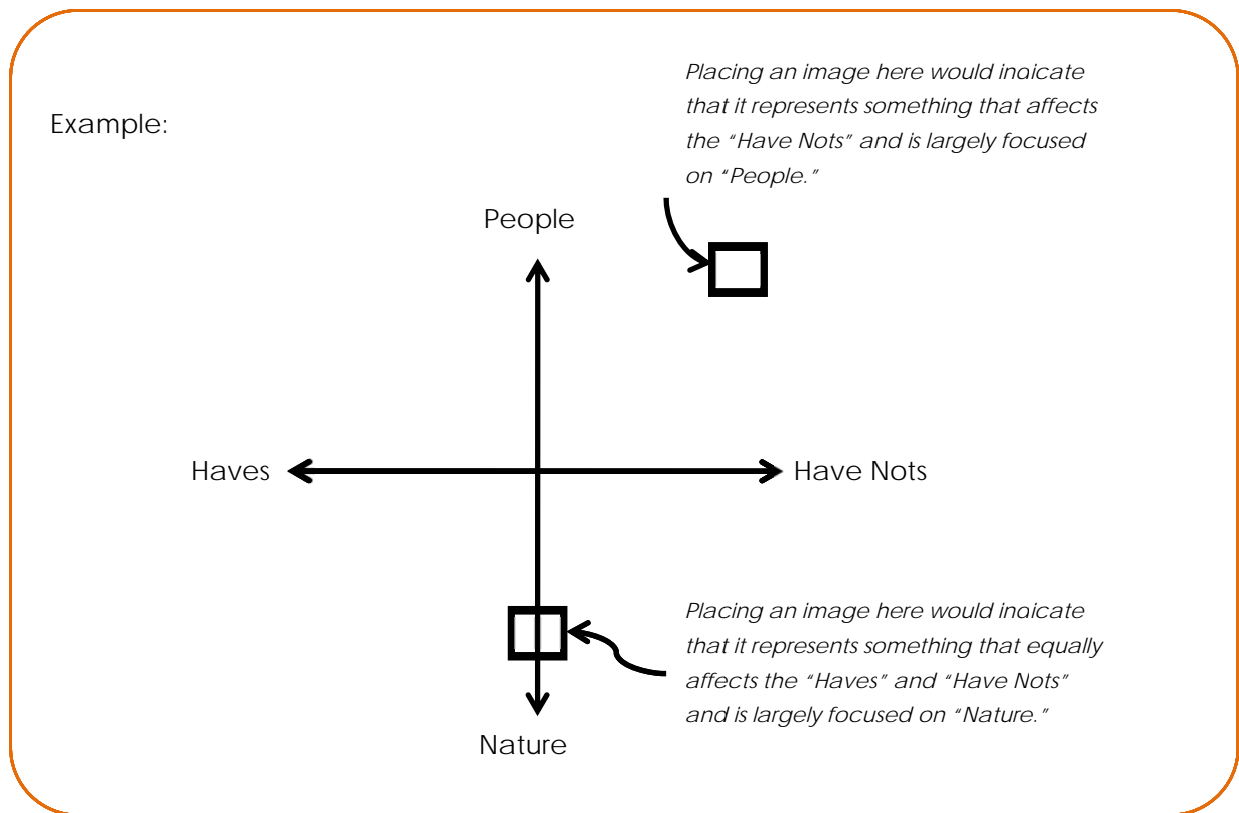 Example:
Placing an image here would indicate
that it represents something that affects
the “Have Nots” and is largely focused
on “People.”
People
Haves
Have Nots
Placing an image here would indicate
that it represents something that equally
affects the “Haves” and “Have Nots”
and is largely focused on “Nature.”
Nature